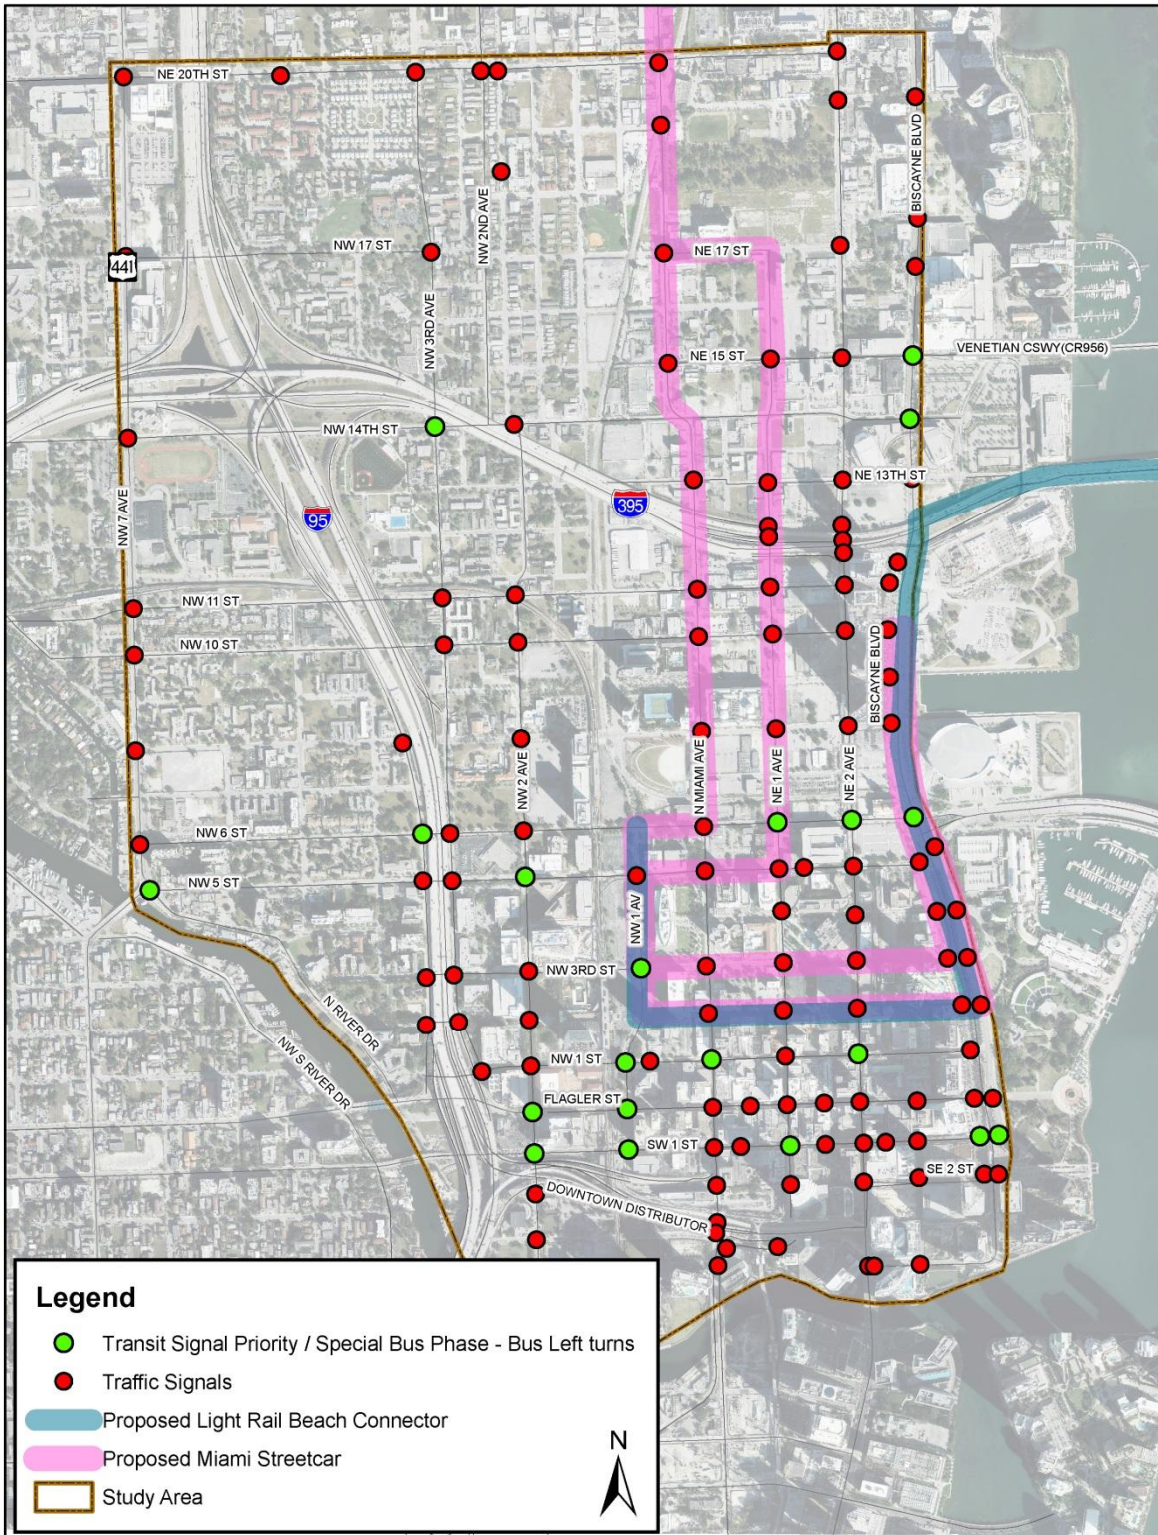 NE 20TH ST
BISCAYNE BLVD
NW 2ND AVE
NW 17 ST
NE 17 ST
441
NW 3RD AVE
NE 15 ST
VENETIAN CSWY(CR956)
NW 14TH ST
NE 13TH ST
395
95
NW 7 AVE
NW 11 ST
NW 10 ST
BISCAYNE BLVD
N MIAMI AVE
NE 1 AVE
NE 2 AVE
NW 2 AVE
NW 6 ST
NW 5 ST
NW 1 AV
NW 3RD ST
N RIVER DR
NW S RIVER DR
NW 1 ST
FLAGLER ST
SW 1 ST
SE 2 ST
DOWNTOWN DISTRIBUTOR
Legend
Transit Signal Priority / Special Bus Phase - Bus Left turns
Traffic Signals
Proposed Light Rail Beach Connector
Proposed Miami Streetcar
Study Area
N